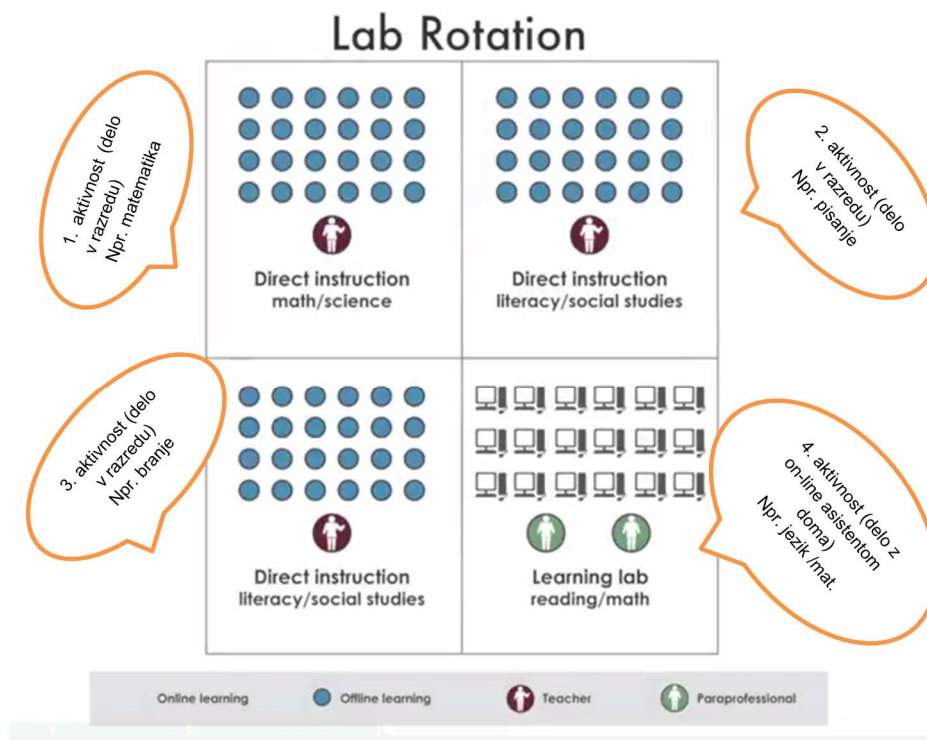 Lab Rotation
1. aktivnost (delo
v razredu)
Npr. matematika
2. aktivnost (delo
v razredu)
Npr. pisanje
Direct instruction
math/science
Direct instruction
literacy/social studies
3. aktivnost (delo
v razredu)
Npr. branje
4. aktivnost (delo z
on-line asistentom
doma)
Npr. jezik /mat.
Direct instruction
literacy/social studies
Learning lab
reading/math
Online learning
Offline learning
Teacher
Paraprofessional